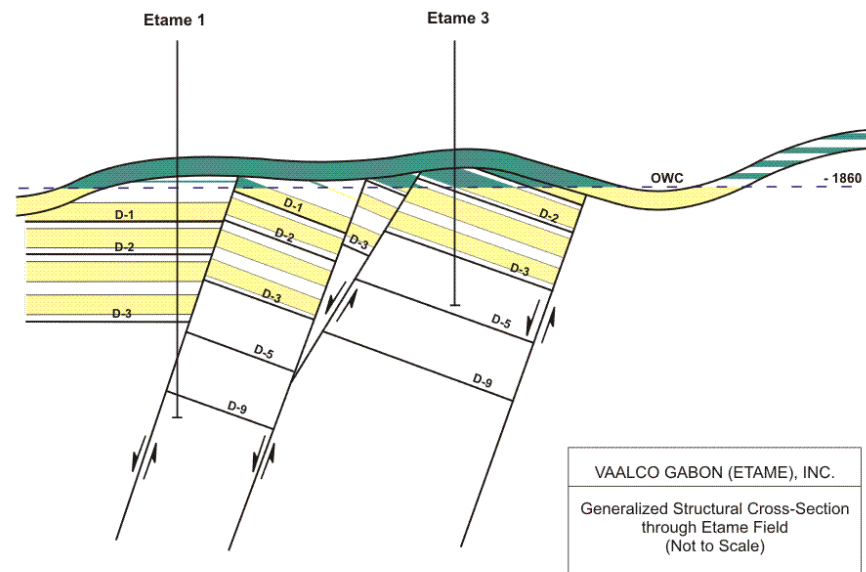 Etame 1
Etame 3
OWC
- 1860
D-1
D-2
D-3
D-1
D-2
D-3
D-5
D-9
D-3
D-2
D-3
D-5
D-9
VAALCO GABON (ETAME), INC.
Generalized Structural Cross-Section
through Etame Field
(Not to Scale)